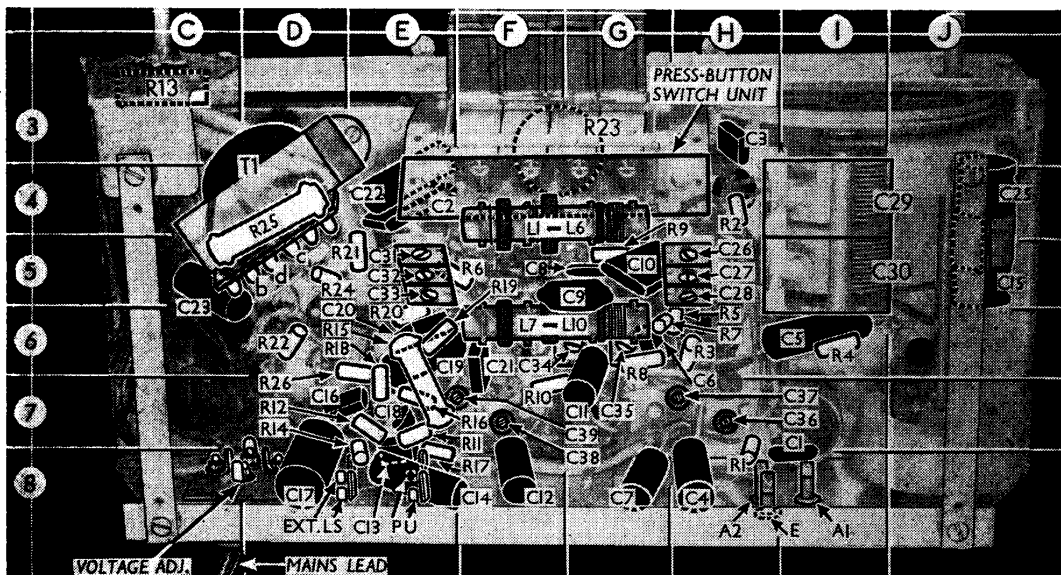 C D E F G H I J
PRESS-BUTTON
SWITCH UNIT
R13
R23
3
C3
T1
C22
C2
4
R25
L1 – L6
R2
C29
C25
R9
R21
C31
C26
5
c
a
b
d
C32
R6
C8
C10
C27
C30
C15
R24
C33
R19
C9
C28
C23
C20
R20
R5
R15
L7 – L10
R7
C5
6
R22
R18
C19
C21
C34
R3
R4
R8
C6
R26
R10
C16
C18
C11
C35
C37
7
R12
R16
C39
C36
R14
R11
C38
R17
R1
C1
8
C17
C14
C12
C7
C4
EXT.LS
C13
PU
A2
E
A1
VOLTAGE ADJ.
MAINS LEAD